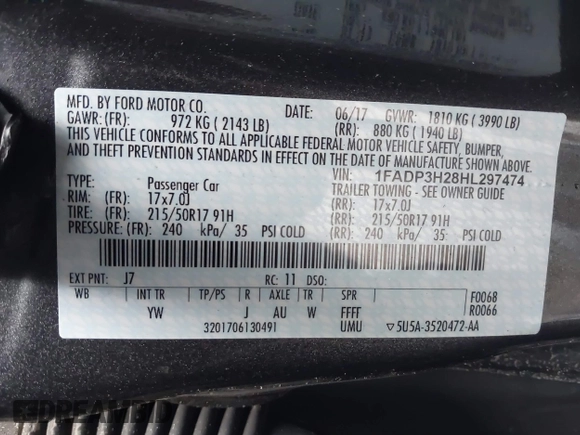 MFD. BY FORD MOTOR CO. DATE: 06/17 GVWR: 1810 KG ( 3990 LB)
GAWR: (FR): 972 KG ( 2143 LB) (RR): 880 KG ( 1940 LB)
THIS VEHICLE CONFORMS TO ALL APPLICABLE FEDERAL MOTOR VEHICLE SAFETY, BUMPER,
AND THEFT PREVENTION STANDARDS IN EFFECT ON THE DATE OF MANUFACTURE SHOWN ABOVE.
VIN: 1FADP3H28HL297474
TYPE: Passenger Car TRAILER TOWING - SEE OWNER GUIDE
RIM: (FR): 17x7.0J (RR): 17x7.0J
TIRE: (FR): 215/50R17 91H (RR): 215/50R17 91H
PRESSURE: (FR): 240 kPa/ 35 PSI COLD (RR): 240 kPa/ 35 PSI COLD
EXT PNT: J7 RC: 11 DSO:
WB INT TR TP/PS R AXLE TR SPR F0068
YW J AU W FFFF R0066
3201706130491 UMU ▽5U5A-3520472-AA